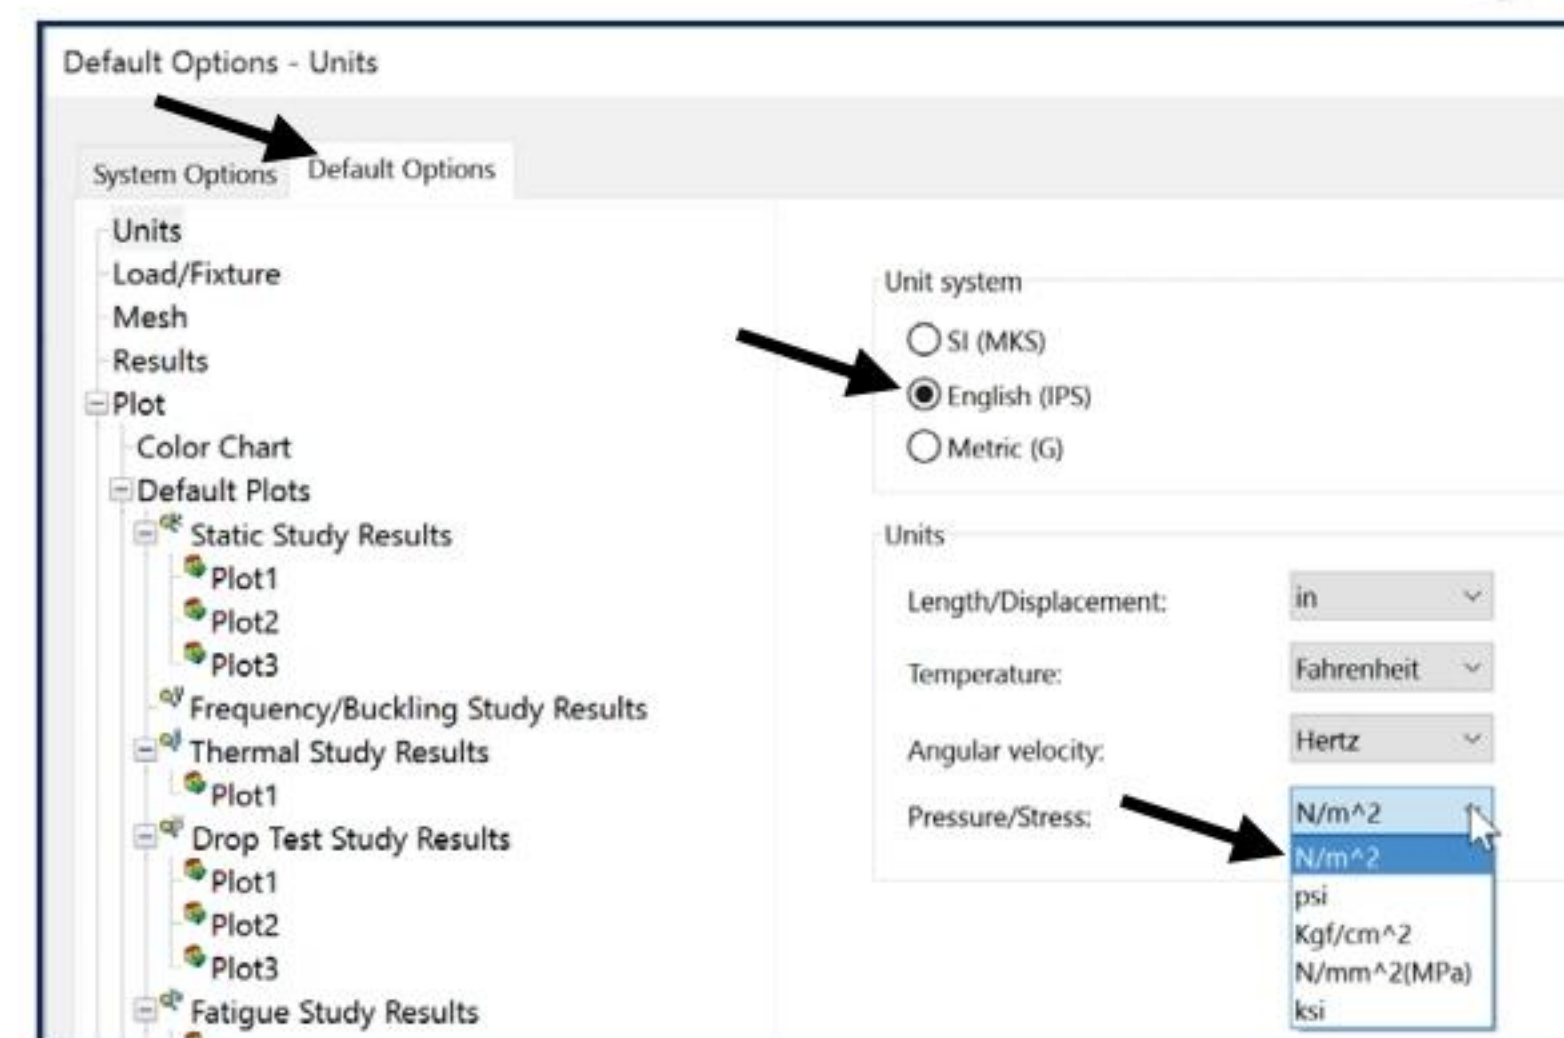 Default Options - Units
System Options
Default Options
Units
Load/Fixture
Mesh
Results
Plot
Color Chart
Default Plots
Static Study Results
Plot1
Plot2
Plot3
Frequency/Buckling Study Results
Thermal Study Results
Plot1
Drop Test Study Results
Plot1
Plot2
Plot3
Fatigue Study Results
Unit system
SI (MKS)
English (IPS)
Metric (G)
Units
Length/Displacement: in
Temperature: Fahrenheit
Angular velocity: Hertz
Pressure/Stress: N/m^2
N/m^2
psi
Kgf/cm^2
N/mm^2(MPa)
ksi